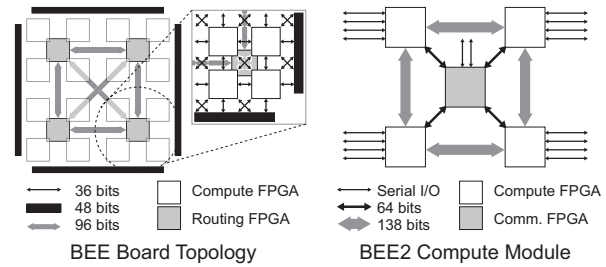 36 bits
48 bits
96 bits
Compute FPGA
Routing FPGA
BEE Board Topology
Serial I/O
64 bits
138 bits
Compute FPGA
Comm. FPGA
BEE2 Compute Module